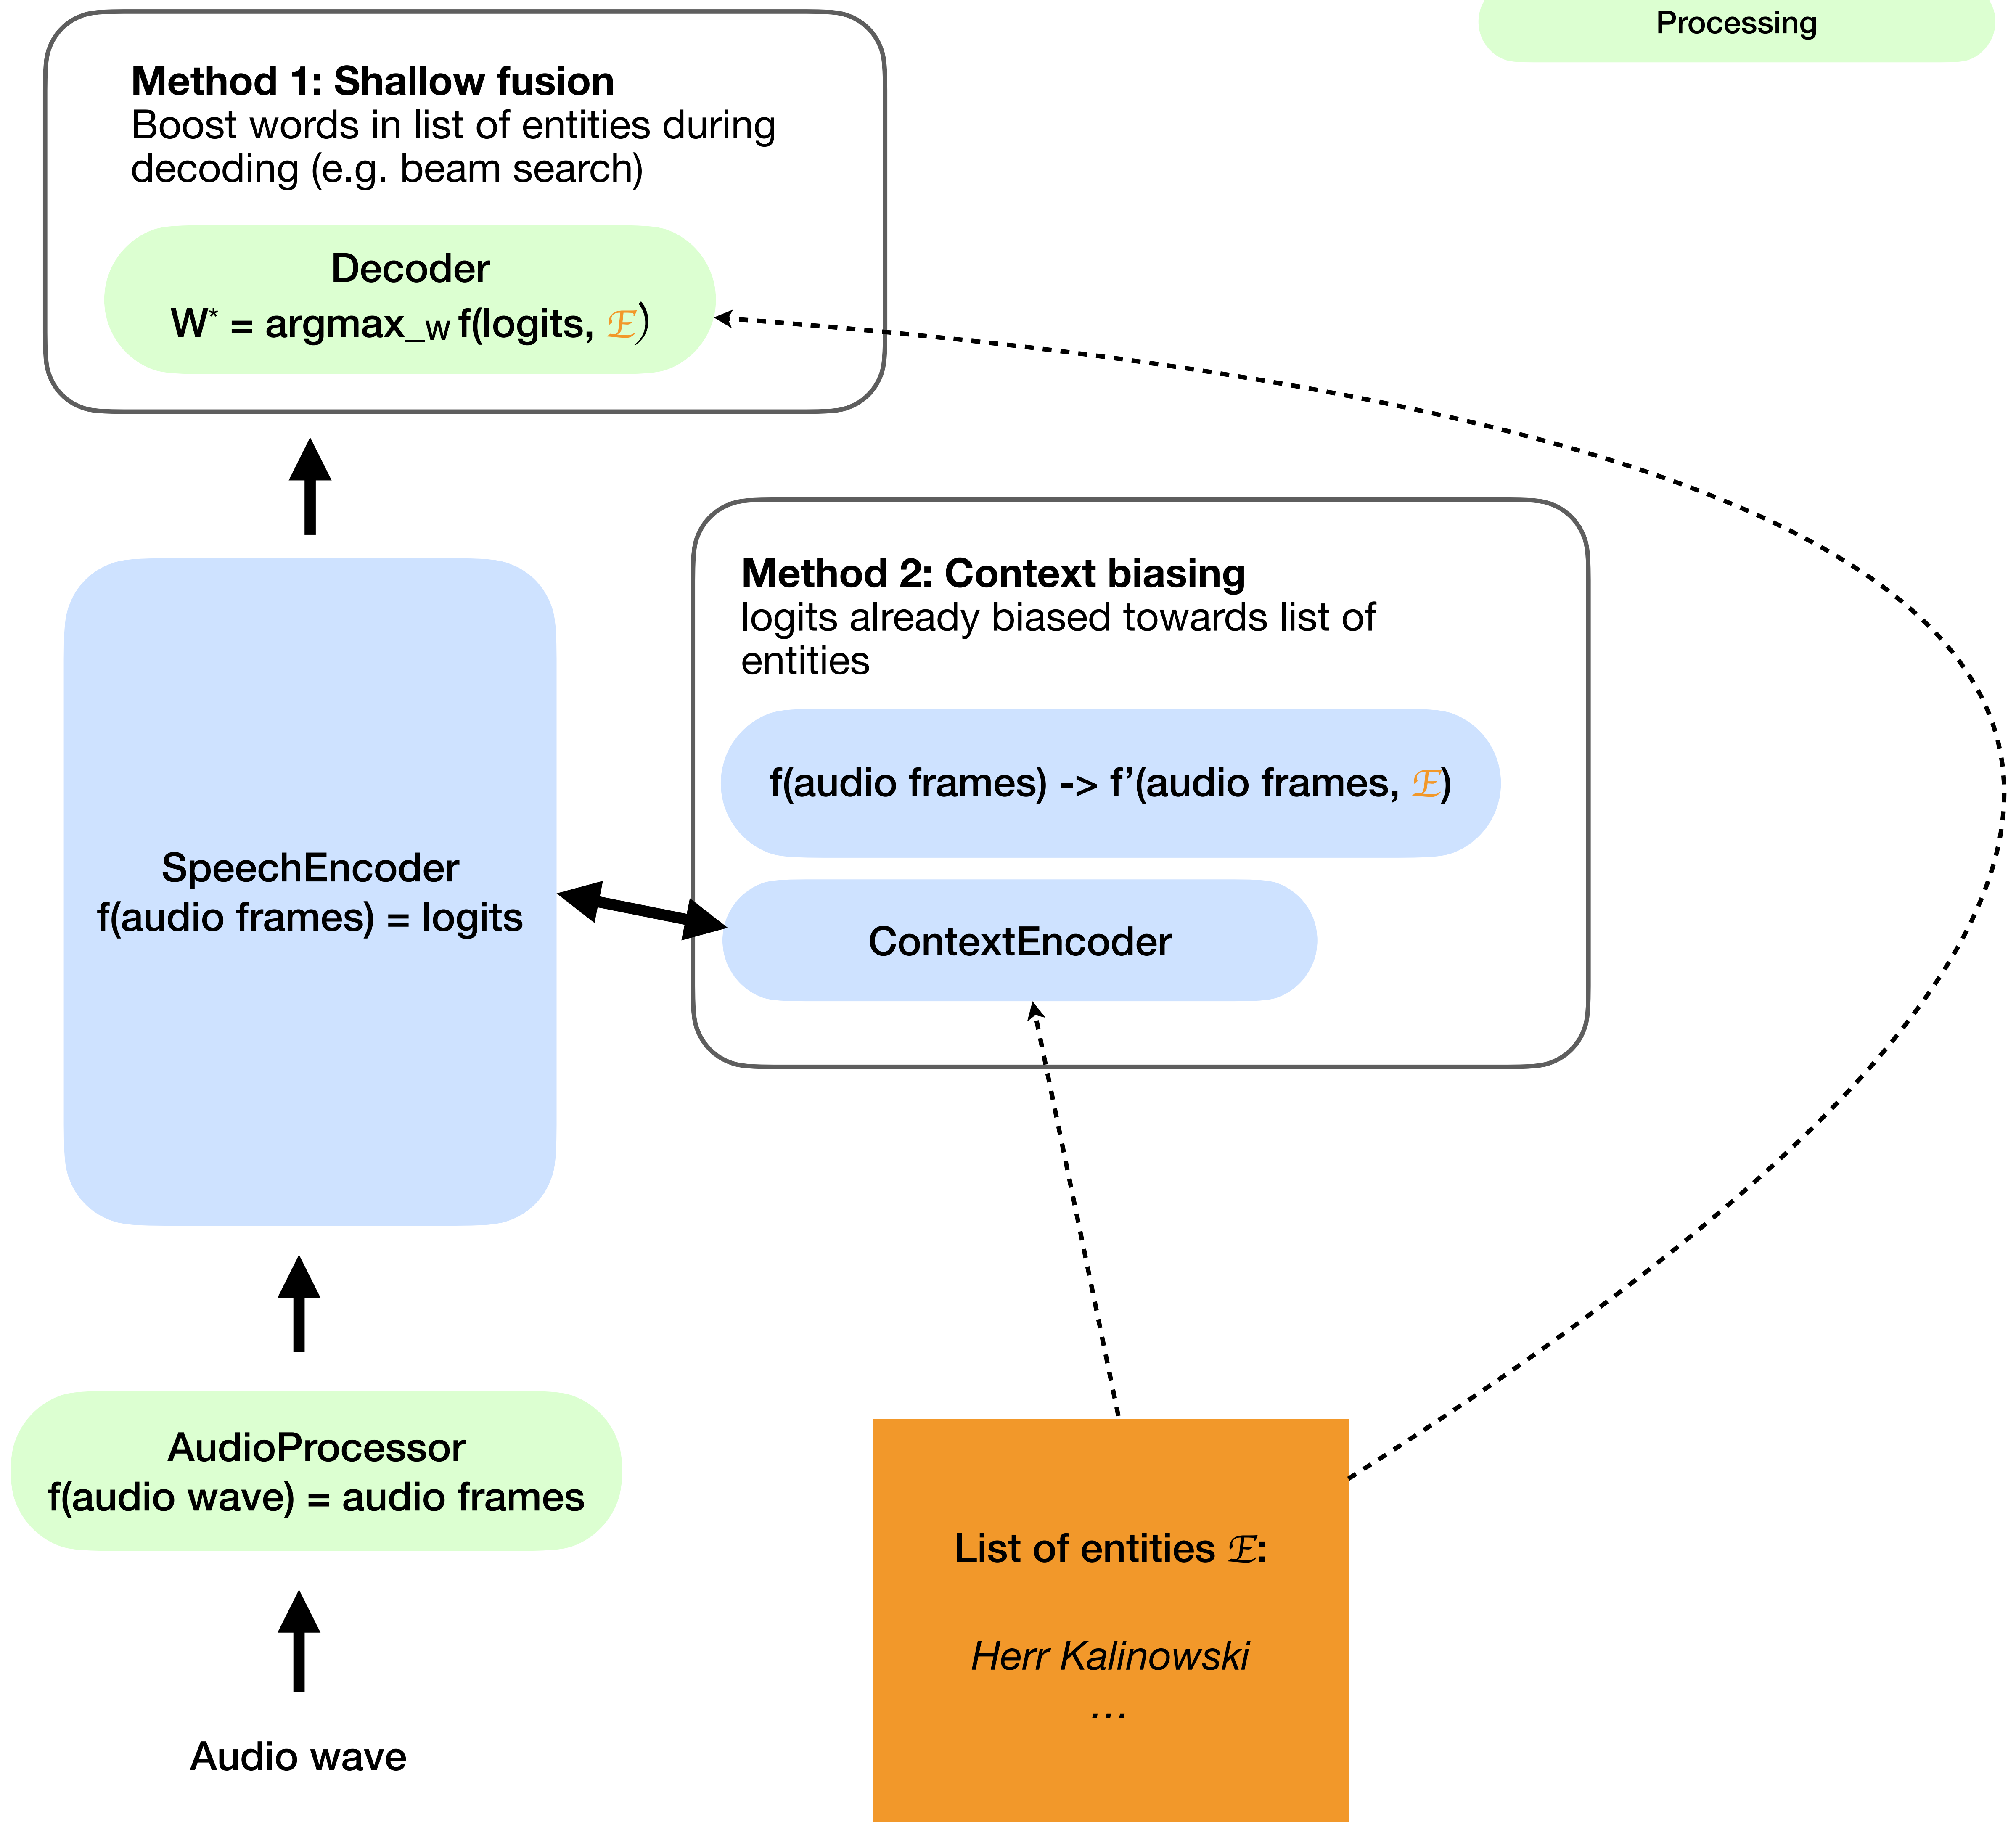 Processing
Method 1: Shallow fusion
Boost words in list of entities during
decoding (e.g. beam search)
Decoder
W* = argmax_w f(logits, ℰ)
Method 2: Context biasing
logits already biased towards list of
entities
f(audio frames) -> f’(audio frames, ℰ)
SpeechEncoder
f(audio frames) = logits
ContextEncoder
AudioProcessor
f(audio wave) = audio frames
List of entities ℰ:
Herr Kalinowski
…
Audio wave